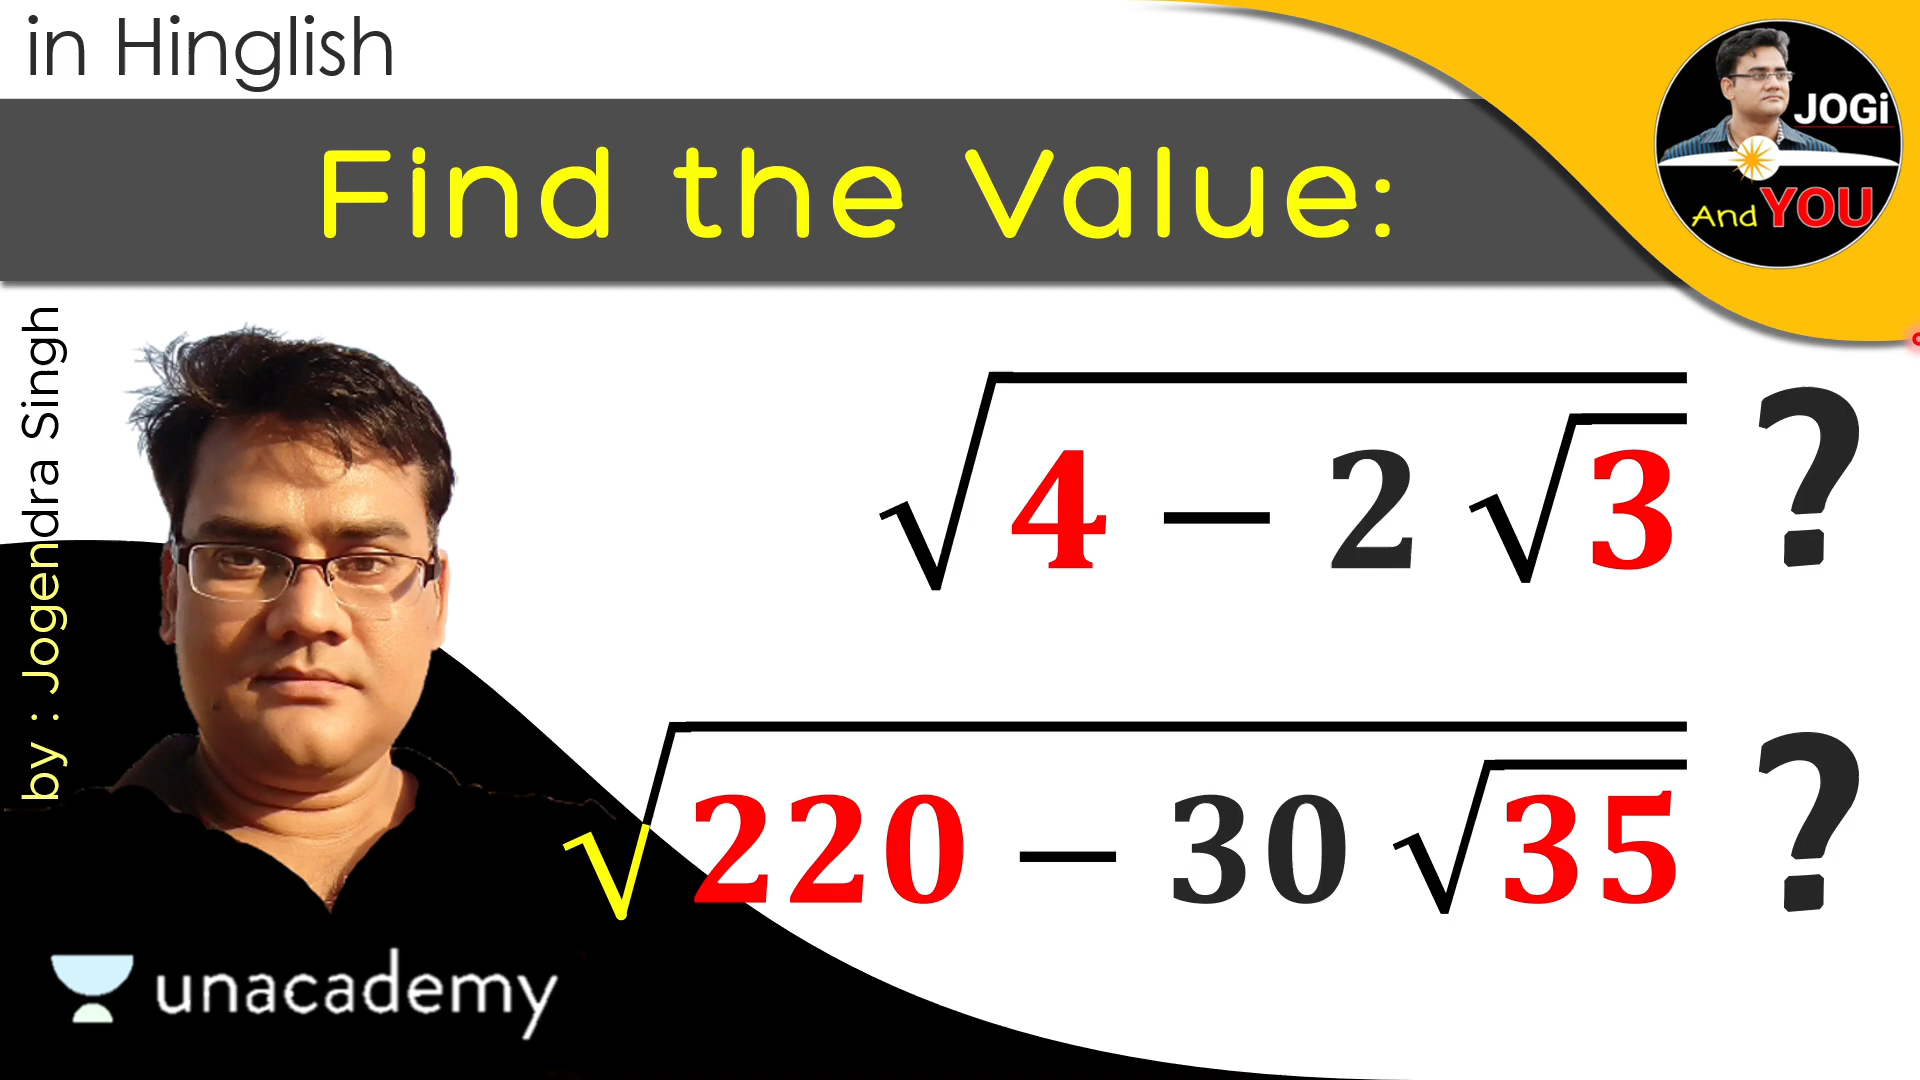 in Hinglish
Find the Value:
JOGi
And YOU
by : Jogendra Singh
√(4 − 2√3) ?
√(220 − 30√35) ?
unacademy